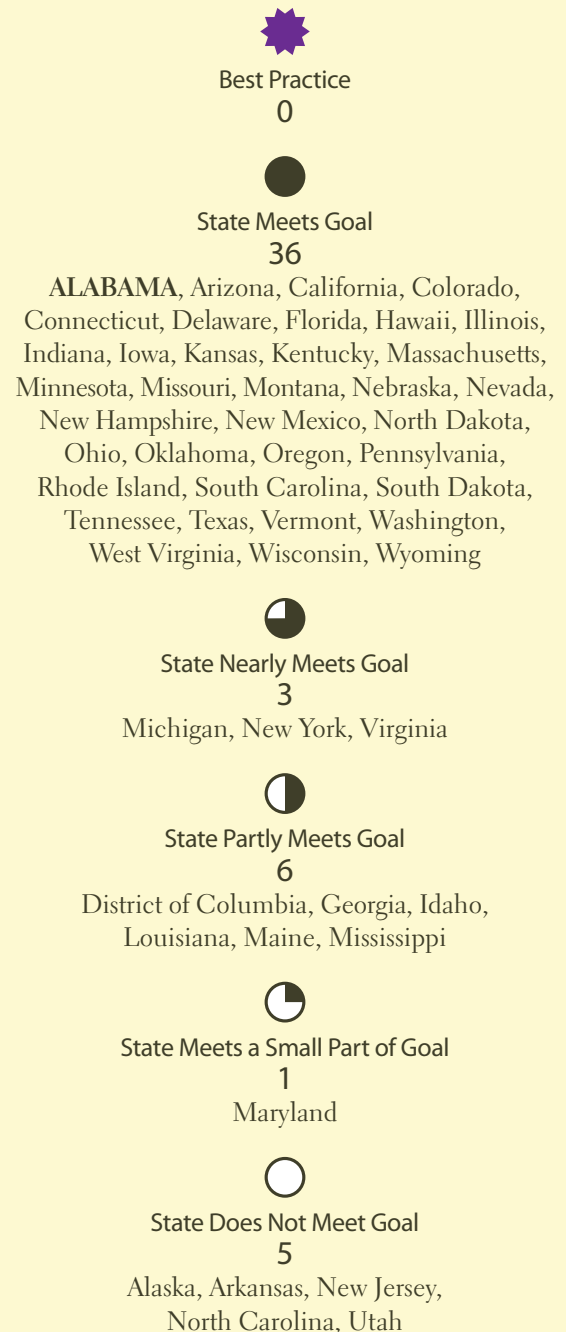 Best Practice
0
State Meets Goal
36
ALABAMA, Arizona, California, Colorado,
Connecticut, Delaware, Florida, Hawaii, Illinois,
Indiana, Iowa, Kansas, Kentucky, Massachusetts,
Minnesota, Missouri, Montana, Nebraska, Nevada,
New Hampshire, New Mexico, North Dakota,
Ohio, Oklahoma, Oregon, Pennsylvania,
Rhode Island, South Carolina, South Dakota,
Tennessee, Texas, Vermont, Washington,
West Virginia, Wisconsin, Wyoming
State Nearly Meets Goal
3
Michigan, New York, Virginia
State Partly Meets Goal
6
District of Columbia, Georgia, Idaho,
Louisiana, Maine, Mississippi
State Meets a Small Part of Goal
1
Maryland
State Does Not Meet Goal
5
Alaska, Arkansas, New Jersey,
North Carolina, Utah